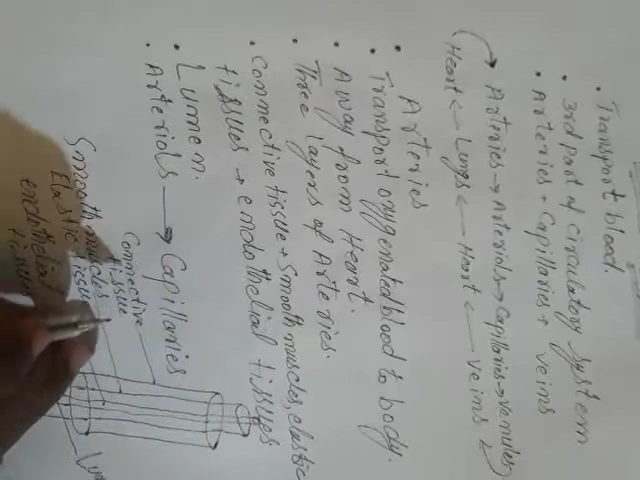 • Transport blood.
• 3rd part of circulatory system
• Arteries + Capillaries + veins
Arteries → Arteriols → Capillaries → venules
Heart ← Lungs ← Heart ← veins
Arteries
• Transport oxygenated blood to body.
• Away from Heart.
• Three layers of Arteries.
• Connective tissue + Smooth muscles, elastic
tissues → endothelial tissues
• Lumen.
• Arteriols → Capillaries
Connective
tissue
Smooth muscles
Elastic tissue
endothelial